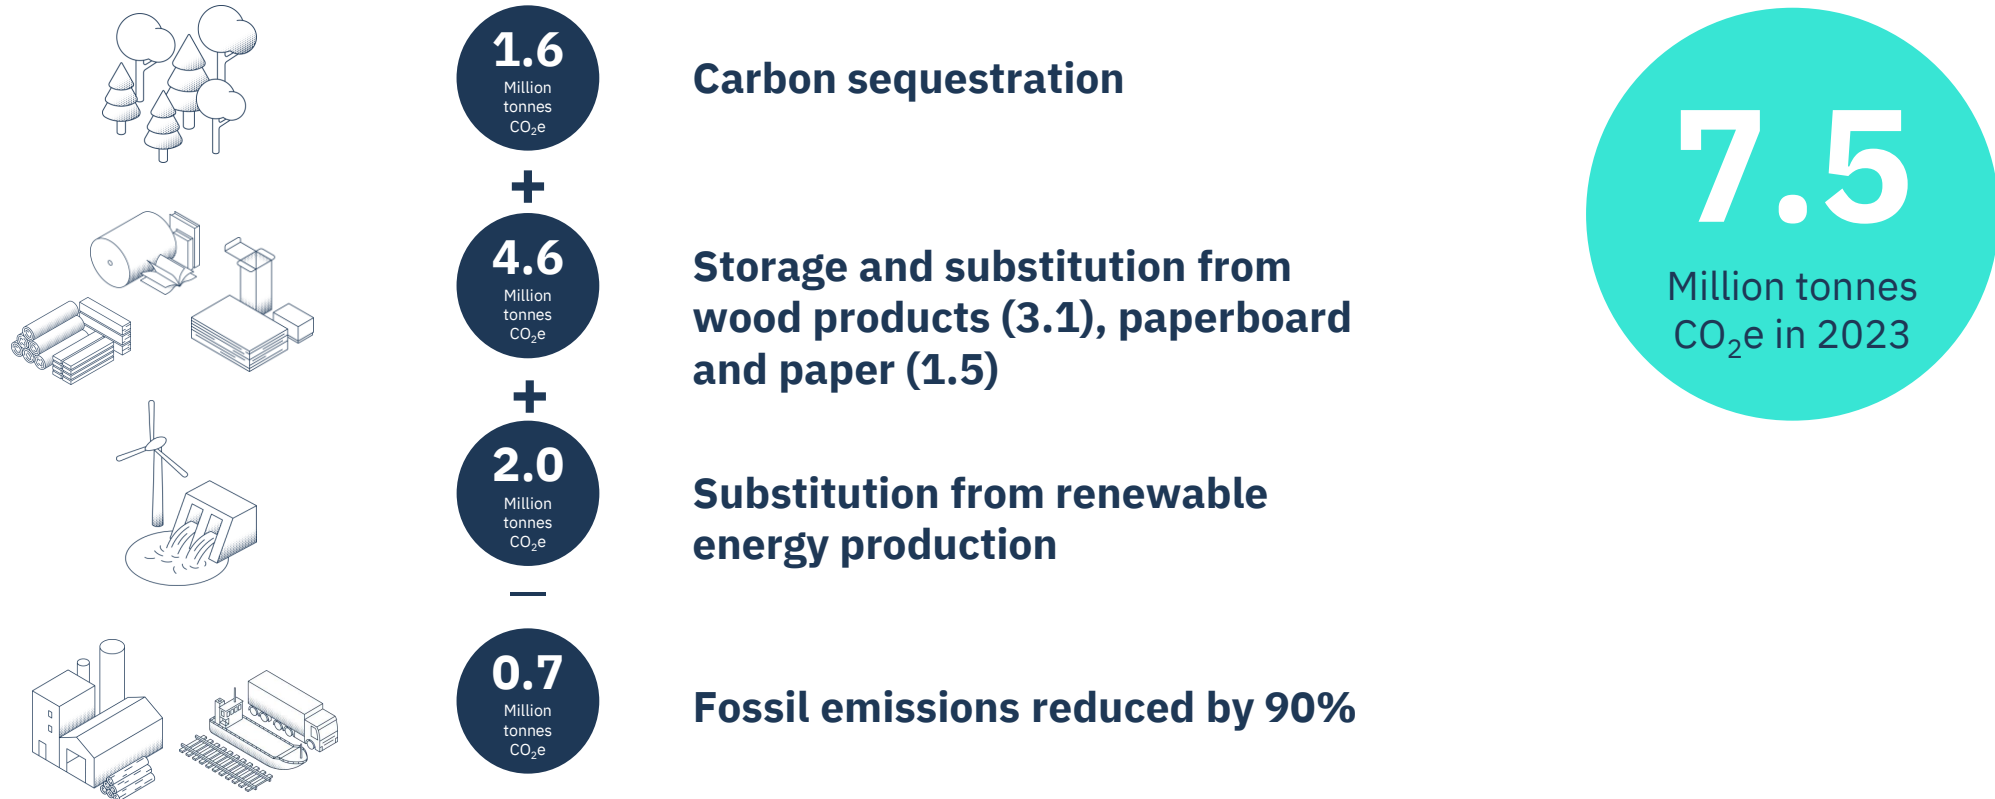 1.6
Million
tonnes
CO₂e
Carbon sequestration
+
4.6
Million
tonnes
CO₂e
Storage and substitution from
wood products (3.1), paperboard
and paper (1.5)
+
2.0
Million
tonnes
CO₂e
Substitution from renewable
energy production
—
0.7
Million
tonnes
CO₂e
Fossil emissions reduced by 90%
7.5
Million tonnes
CO₂e in 2023